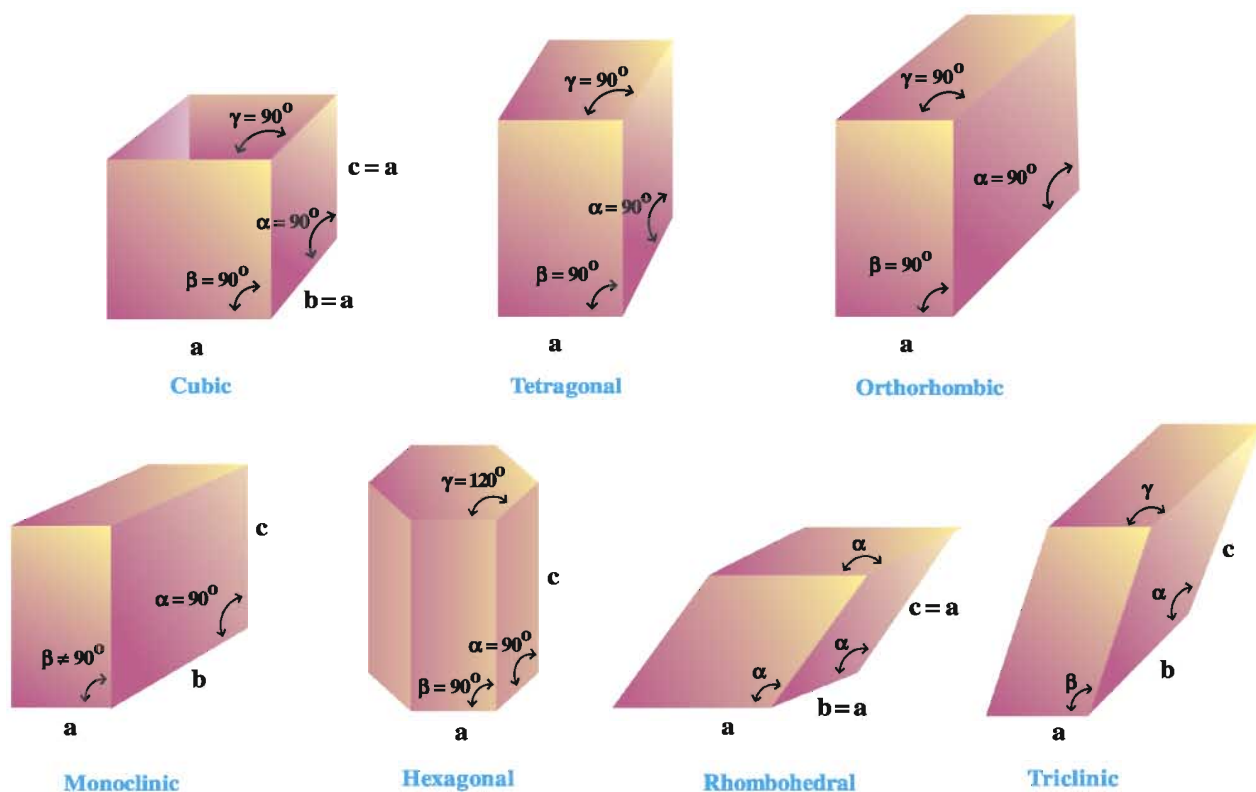 γ = 90°
c = a
α = 90°
β = 90°
b = a
a
Cubic
γ = 90°
α = 90°
β = 90°
a
Tetragonal
γ = 90°
α = 90°
β = 90°
a
Orthorhombic
c
α = 90°
β ≠ 90°
b
a
Monoclinic
γ = 120°
c
α = 90°
β = 90°
a
Hexagonal
α
c = a
α
α
b = a
a
Rhombohedral
γ
c
α
b
β
a
Triclinic